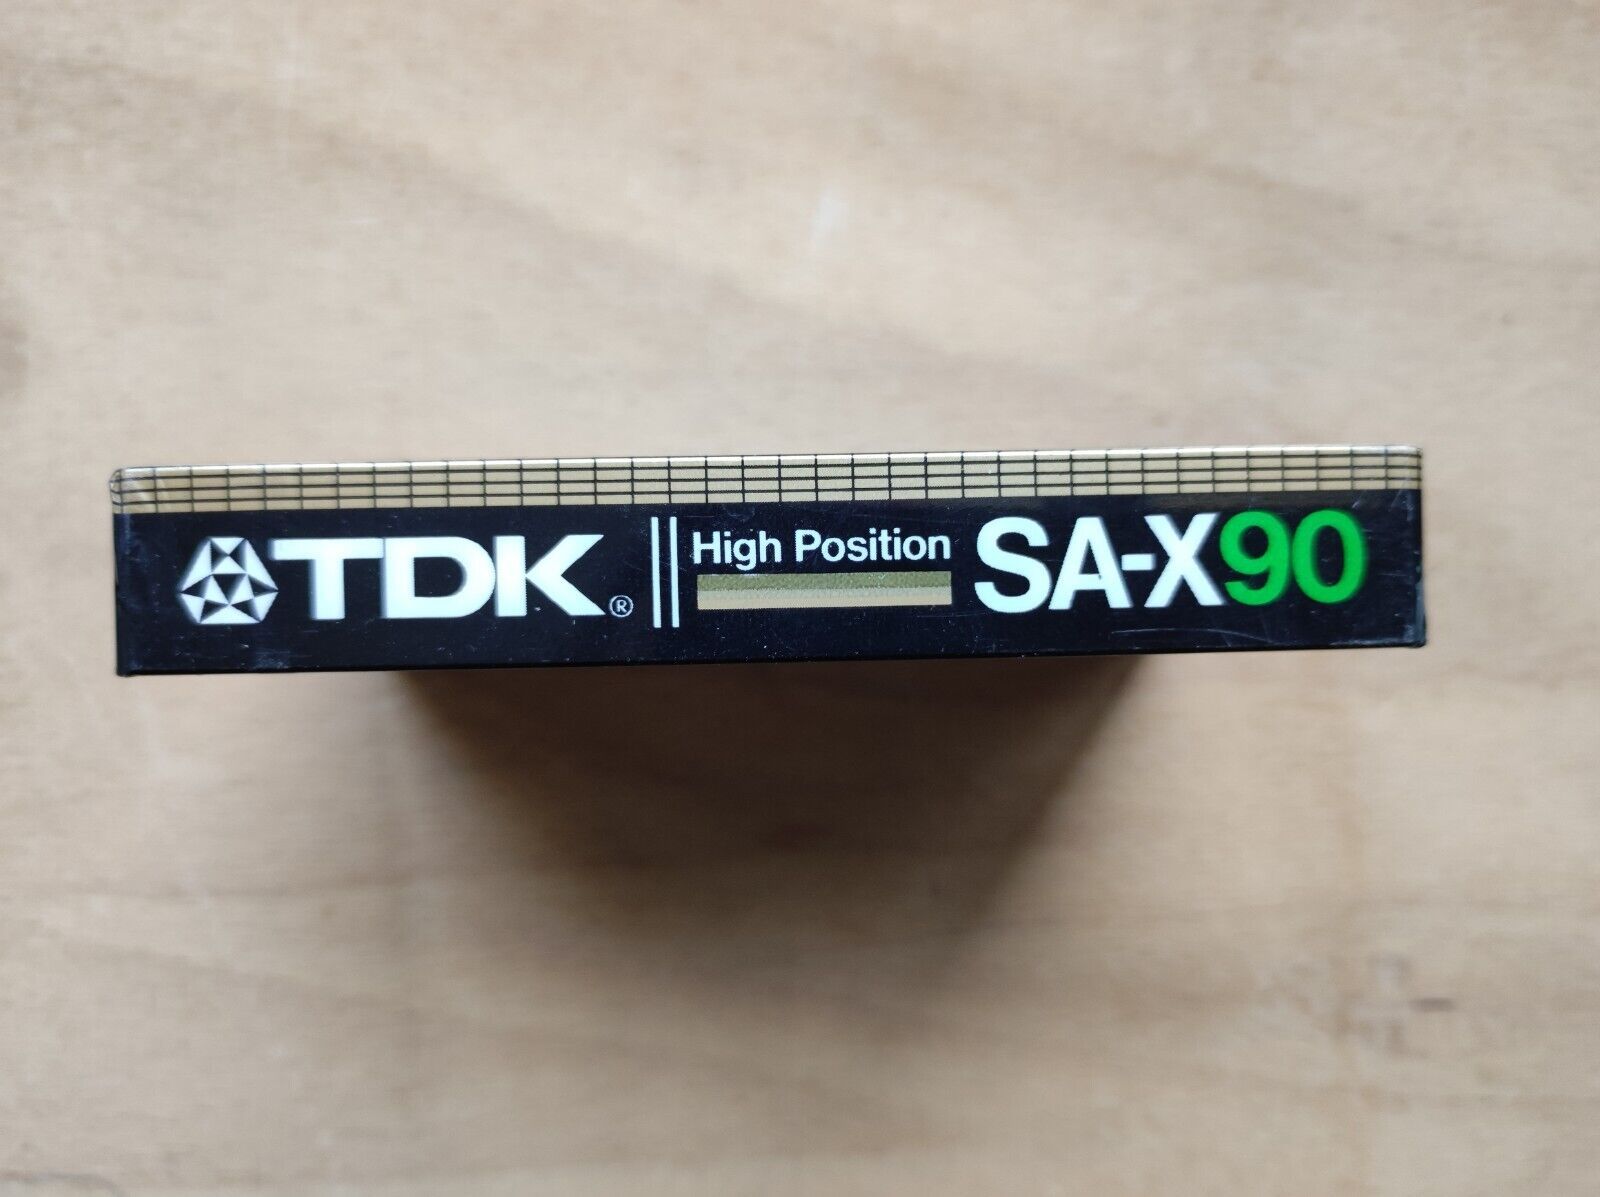 TDK® High Position SA-X90